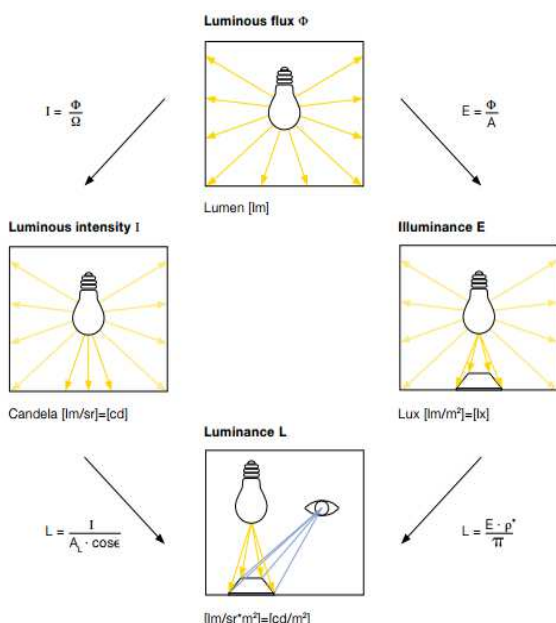 Luminous flux Φ
I = Φ/Ω
E = Φ/A
Lumen [lm]
Luminous intensity I
Illuminance E
Candela [lm/sr]=[cd]
Lux [lm/m²]=[lx]
Luminance L
L = I/(A_L · cosϵ)
L = (E · ρ*)/π
[lm/sr*m²]=[cd/m²]